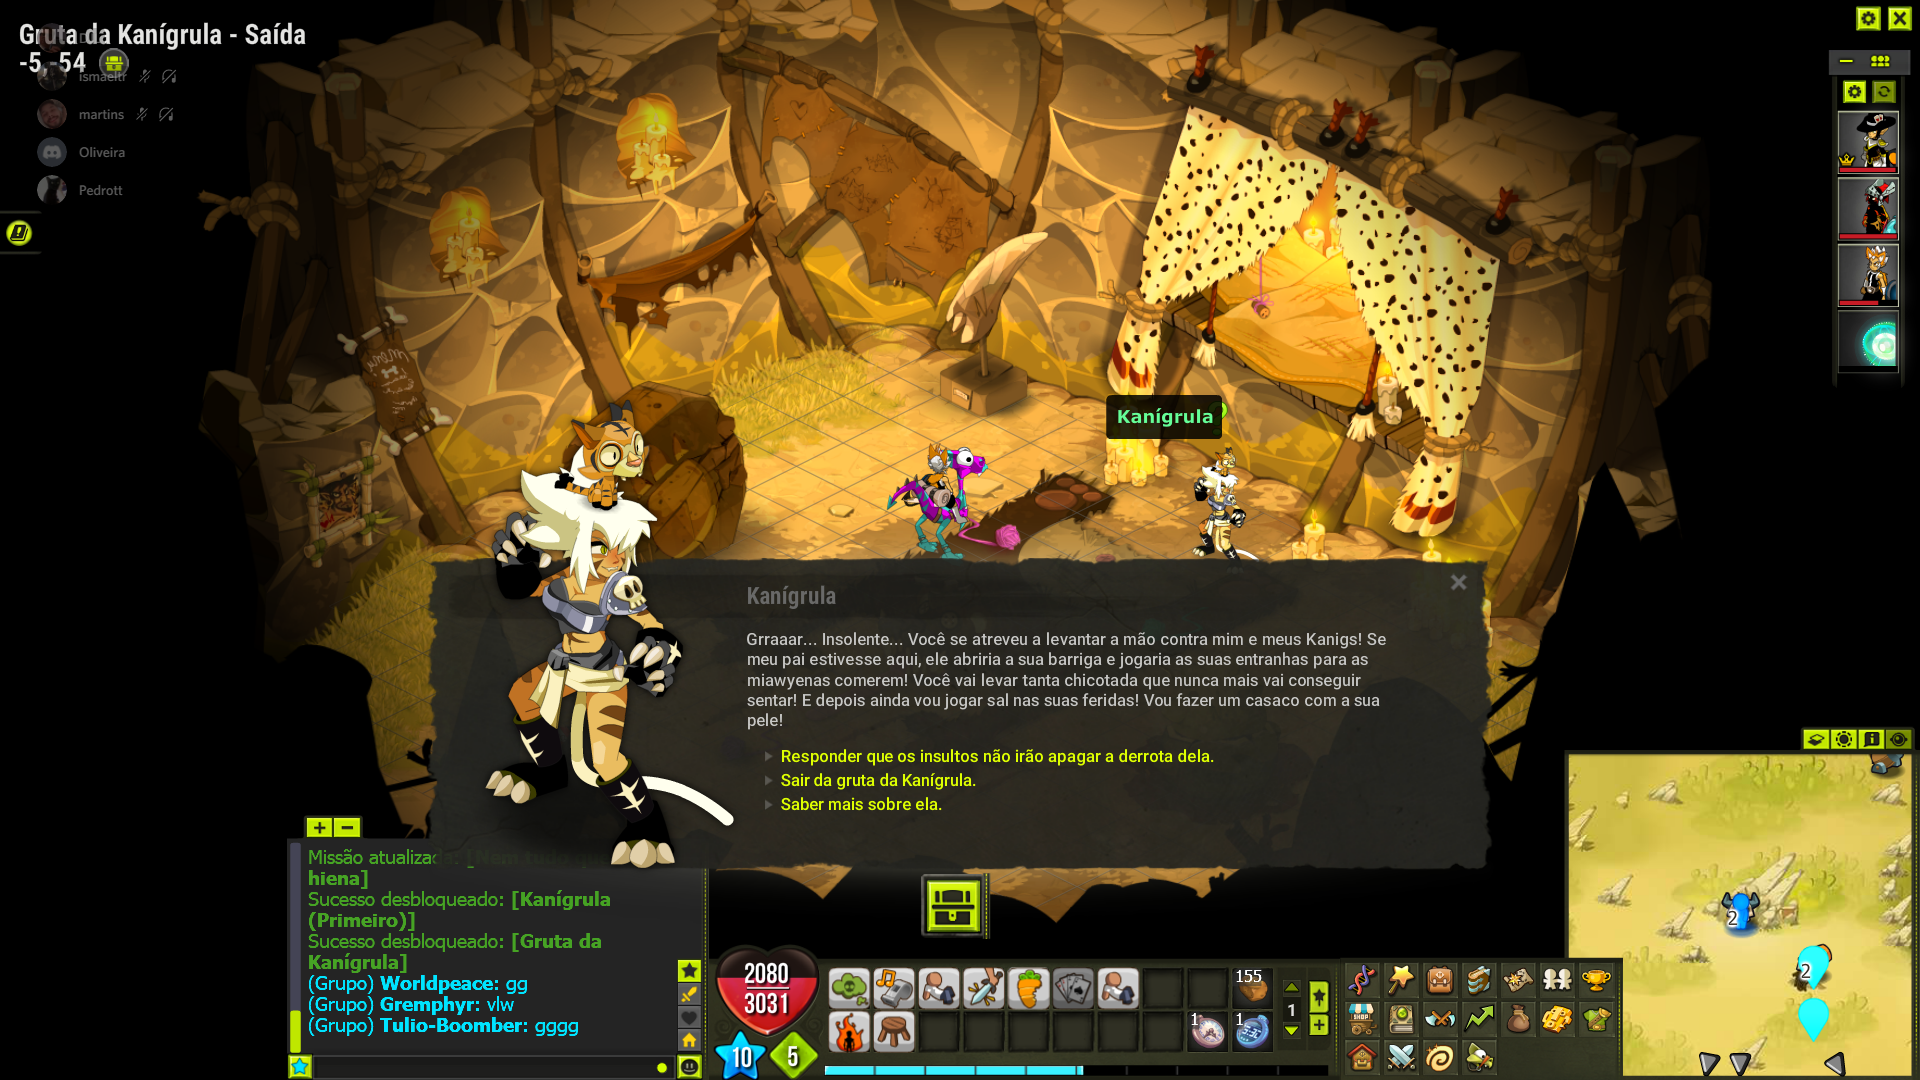 Gruta da Kanígrula - Saída
-5, -54
ismaeltr
martins
Oliveira
Pedrott
Mäem
Kanígrula
Kanígrula
Grraaar... Insolente... Você se atreveu a levantar a mão contra mim e meus Kanigs! Se
meu pai estivesse aqui, ele abriria a sua barriga e jogaria as suas entranhas para as
miawyenas comerem! Você vai levar tanta chicotada que nunca mais vai conseguir
sentar! E depois ainda vou jogar sal nas suas feridas! Vou fazer um casaco com a sua
pele!
Responder que os insultos não irão apagar a derrota dela.
Sair da gruta da Kanígrula.
Saber mais sobre ela.
Missão atualizada: [Nem tudo
hiena]
Sucesso desbloqueado: [Kanígrula
(Primeiro)]
Sucesso desbloqueado: [Gruta da
Kanígrula]
(Grupo) Worldpeace: gg
(Grupo) Gremphyr: vlw
(Grupo) Tulio-Boomber: gggg
2080
3031
10
5
155
1
1
1
SHOP
2
2